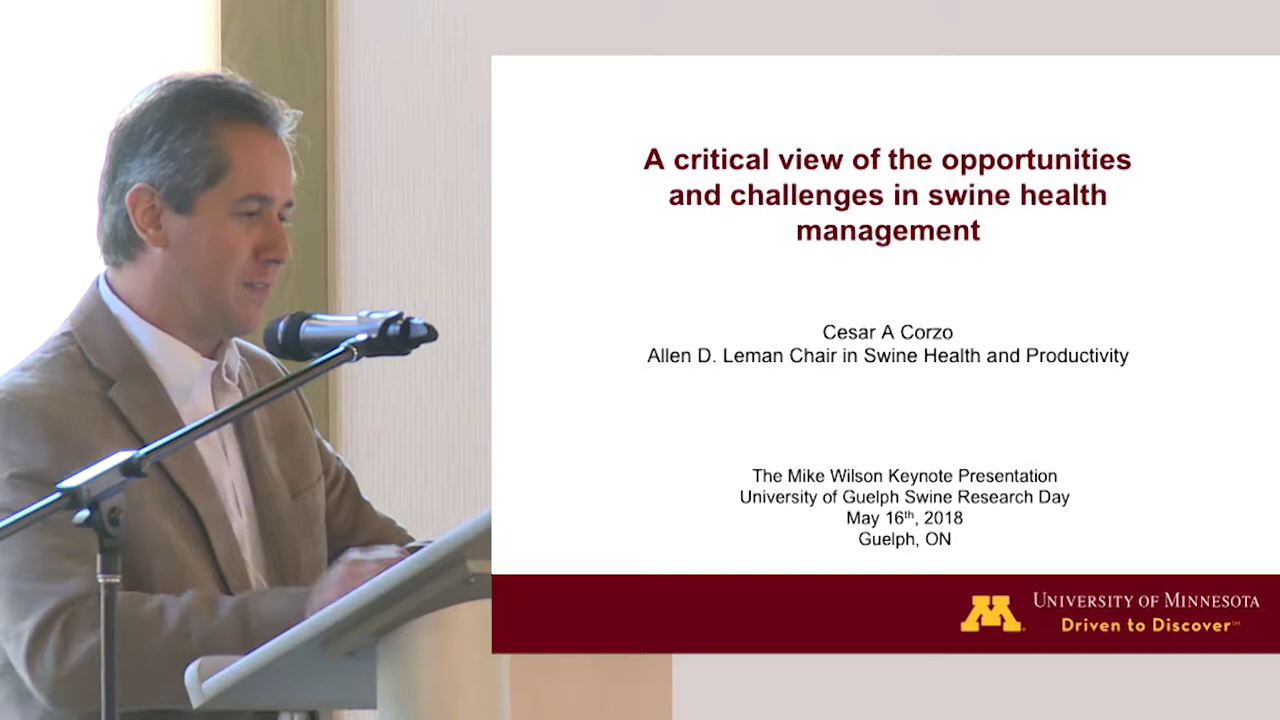 A critical view of the opportunities
and challenges in swine health
management
Cesar A Corzo
Allen D. Leman Chair in Swine Health and Productivity
The Mike Wilson Keynote Presentation
University of Guelph Swine Research Day
May 16th, 2018
Guelph, ON
M
UNIVERSITY OF MINNESOTA
Driven to Discover℠